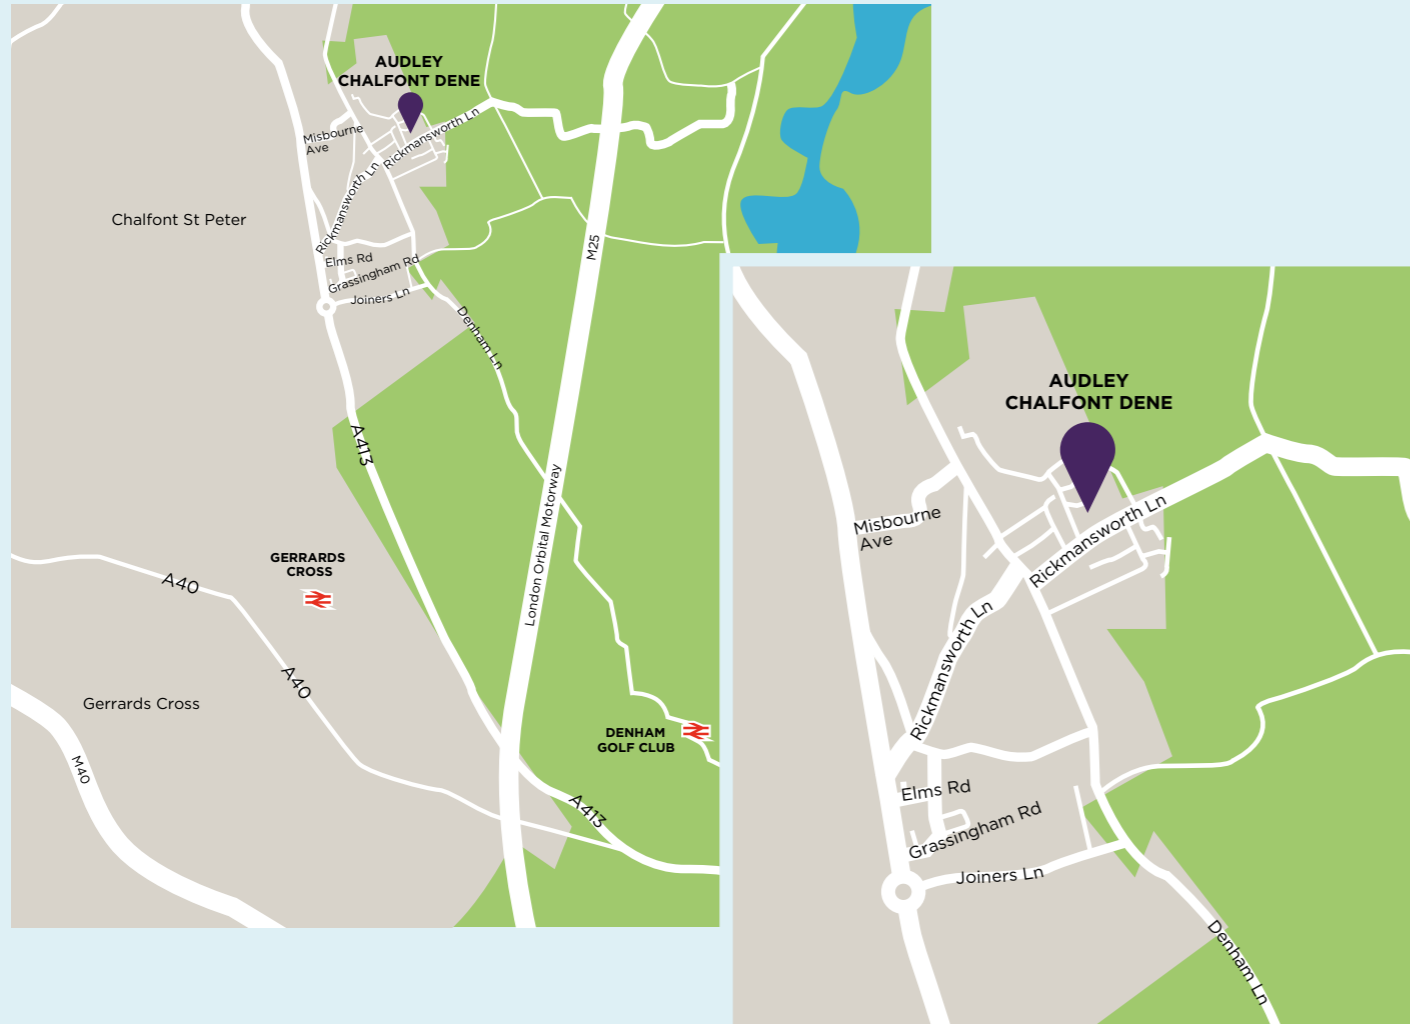 AUDLEY
CHALFONT DENE
Misbourne
Ave
Rickmansworth Ln
Rickmansworth Ln
Chalfont St Peter
M25
Elms Rd
Grassingham Rd
Joiners Ln
Denham Ln
A413
London Orbital Motorway
GERRARDS
CROSS
A40
A40
Gerrards Cross
DENHAM
GOLF CLUB
M40
A413
AUDLEY
CHALFONT DENE
Misbourne
Ave
Rickmansworth Ln
Rickmansworth Ln
Elms Rd
Grassingham Rd
Joiners Ln
Denham Ln